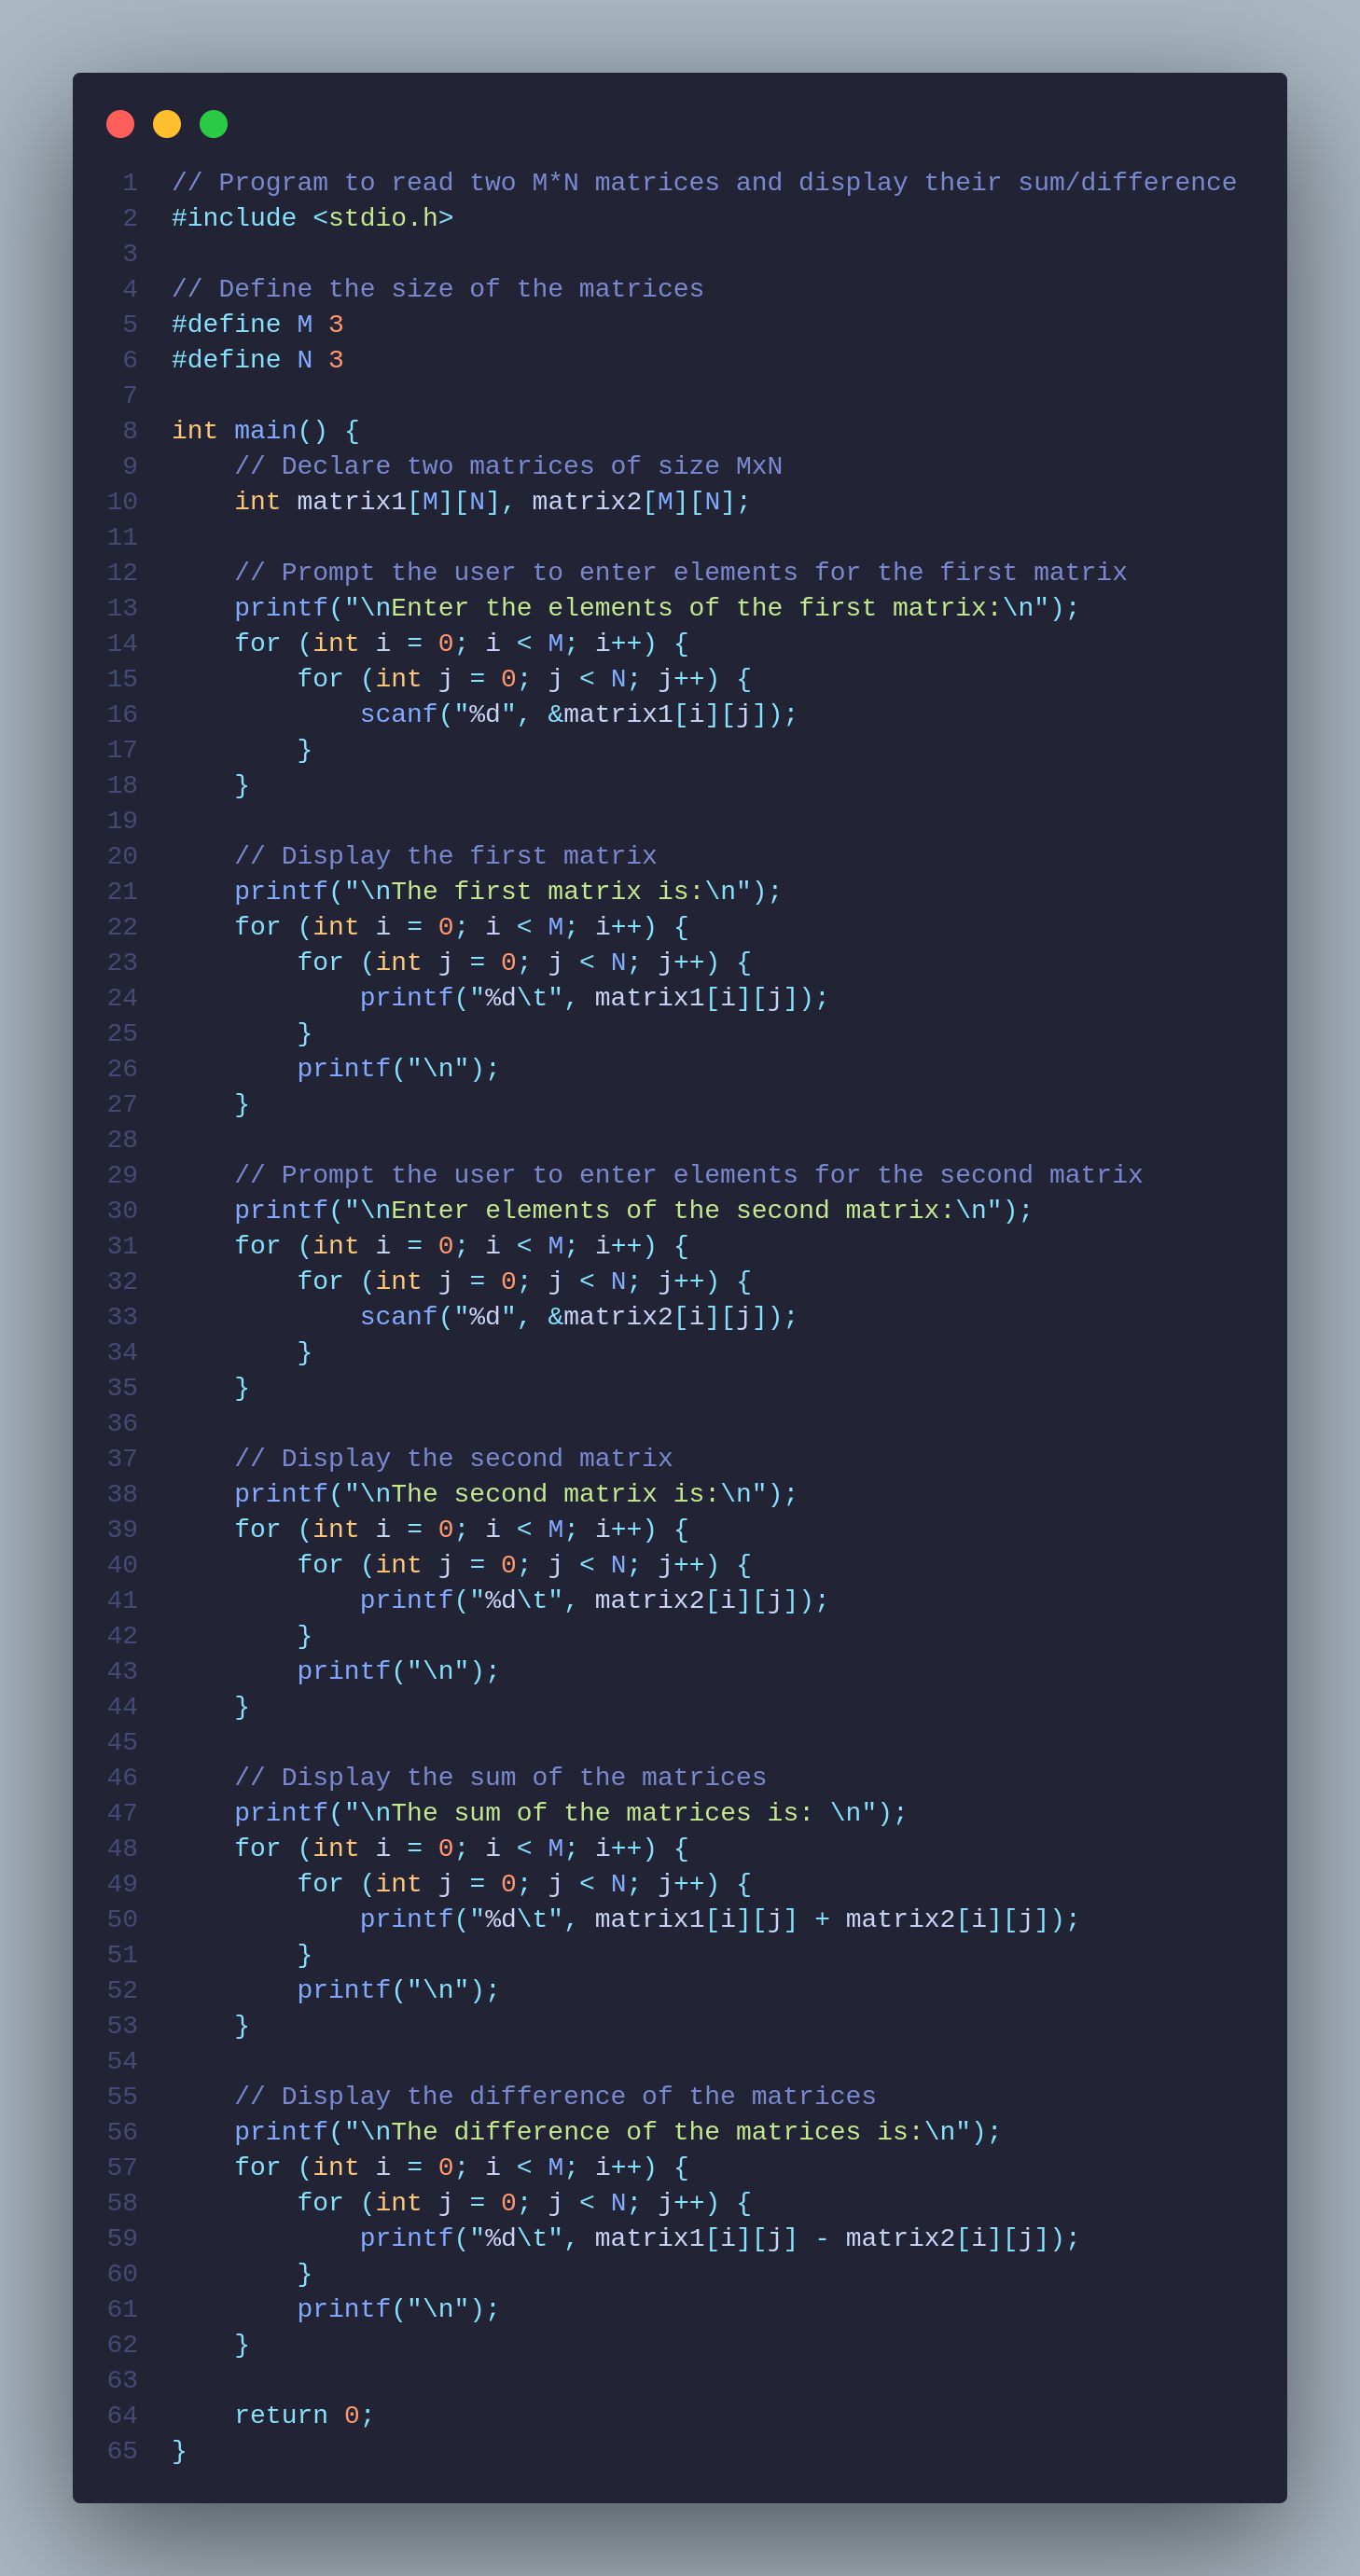 1 // Program to read two M*N matrices and display their sum/difference
2 #include <stdio.h>
3
4 // Define the size of the matrices
5 #define M 3
6 #define N 3
7
8 int main() {
9     // Declare two matrices of size MxN
10     int matrix1[M][N], matrix2[M][N];
11
12     // Prompt the user to enter elements for the first matrix
13     printf("\nEnter the elements of the first matrix:\n");
14     for (int i = 0; i < M; i++) {
15         for (int j = 0; j < N; j++) {
16             scanf("%d", &matrix1[i][j]);
17         }
18     }
19
20     // Display the first matrix
21     printf("\nThe first matrix is:\n");
22     for (int i = 0; i < M; i++) {
23         for (int j = 0; j < N; j++) {
24             printf("%d\t", matrix1[i][j]);
25         }
26         printf("\n");
27     }
28
29     // Prompt the user to enter elements for the second matrix
30     printf("\nEnter elements of the second matrix:\n");
31     for (int i = 0; i < M; i++) {
32         for (int j = 0; j < N; j++) {
33             scanf("%d", &matrix2[i][j]);
34         }
35     }
36
37     // Display the second matrix
38     printf("\nThe second matrix is:\n");
39     for (int i = 0; i < M; i++) {
40         for (int j = 0; j < N; j++) {
41             printf("%d\t", matrix2[i][j]);
42         }
43         printf("\n");
44     }
45
46     // Display the sum of the matrices
47     printf("\nThe sum of the matrices is: \n");
48     for (int i = 0; i < M; i++) {
49         for (int j = 0; j < N; j++) {
50             printf("%d\t", matrix1[i][j] + matrix2[i][j]);
51         }
52         printf("\n");
53     }
54
55     // Display the difference of the matrices
56     printf("\nThe difference of the matrices is:\n");
57     for (int i = 0; i < M; i++) {
58         for (int j = 0; j < N; j++) {
59             printf("%d\t", matrix1[i][j] - matrix2[i][j]);
60         }
61         printf("\n");
62     }
63
64     return 0;
65 }